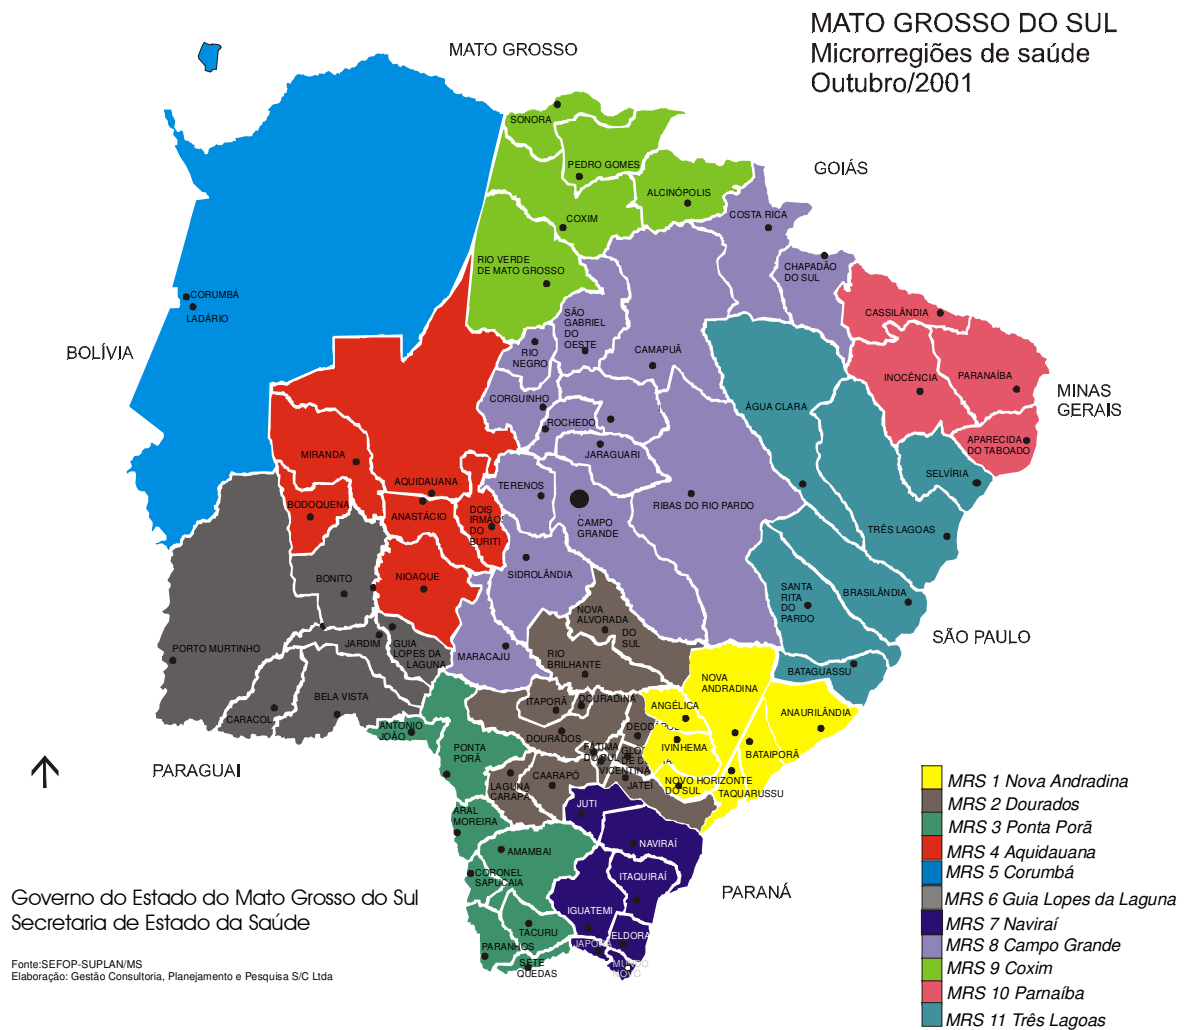 MATO GROSSO DO SUL
Microrregiões de saúde
Outubro/2001
MATO GROSSO
GOIÁS
BOLÍVIA
MINAS
GERAIS
SÃO PAULO
PARAGUAI
PARANÁ
SONORA
PEDRO GOMES
ALCINÓPOLIS
COXIM
COSTA RICA
RIO VERDE
DE MATO GROSSO
CHAPADÃO
DO SUL
CORUMBÁ
LADÁRIO
SÃO
GABRIEL
DO
OESTE
CASSILÂNDIA
RIO
NEGRO
CAMAPUÃ
INOCÊNCIA
PARANAÍBA
CORGUINHO
ROCHEDO
ÁGUA CLARA
APARECIDA
DO TABOADO
JARAGUARI
MIRANDA
SELVÍRIA
AQUIDAUANA
TERENOS
BODOQUENA
ANASTÁCIO
DOIS
IRMÃOS
DO
BURITI
CAMPO
GRANDE
RIBAS DO RIO PARDO
TRÊS LAGOAS
BONITO
NIOAQUE
SIDROLÂNDIA
SANTA
RITA
DO
PARDO
BRASILÂNDIA
NOVA
ALVORADA
DO
SUL
PORTO MURTINHO
JARDIM
GUIA
LOPES DA
LAGUNA
MARACAJU
RIO
BRILHANTE
BATAGUASSU
NOVA
ANDRADINA
BELA VISTA
CARACOL
ITAPORÃ
DOURADINA
ANGÉLICA
ANAURILÂNDIA
ANTONIO
JOÃO
DOURADOS
IVINHEMA
BATAIPORÃ
PONTA
PORÃ
FÁTIMA
DO SUL
VICENTINA
LAGUNA
CARAPÃ
CAARAPÓ
JATEÍ
NOVO HORIZONTE
DO SUL
TAQUARUSSU
ARAL
MOREIRA
JUTI
NAVIRAÍ
AMAMBAI
CORONEL
SAPUCAIA
ITAQUIRAÍ
IGUATEMI
TACURU
PARANHOS
SETE
QUEDAS
MRS 1 Nova Andradina
MRS 2 Dourados
MRS 3 Ponta Porã
MRS 4 Aquidauana
MRS 5 Corumbá
MRS 6 Guia Lopes da Laguna
MRS 7 Naviraí
MRS 8 Campo Grande
MRS 9 Coxim
MRS 10 Parnaíba
MRS 11 Três Lagoas
Governo do Estado do Mato Grosso do Sul
Secretaria de Estado da Saúde
Fonte:SEFOP-SUPLAN/MS
Elaboração: Gestão Consultoria, Planejamento e Pesquisa S/C Ltda